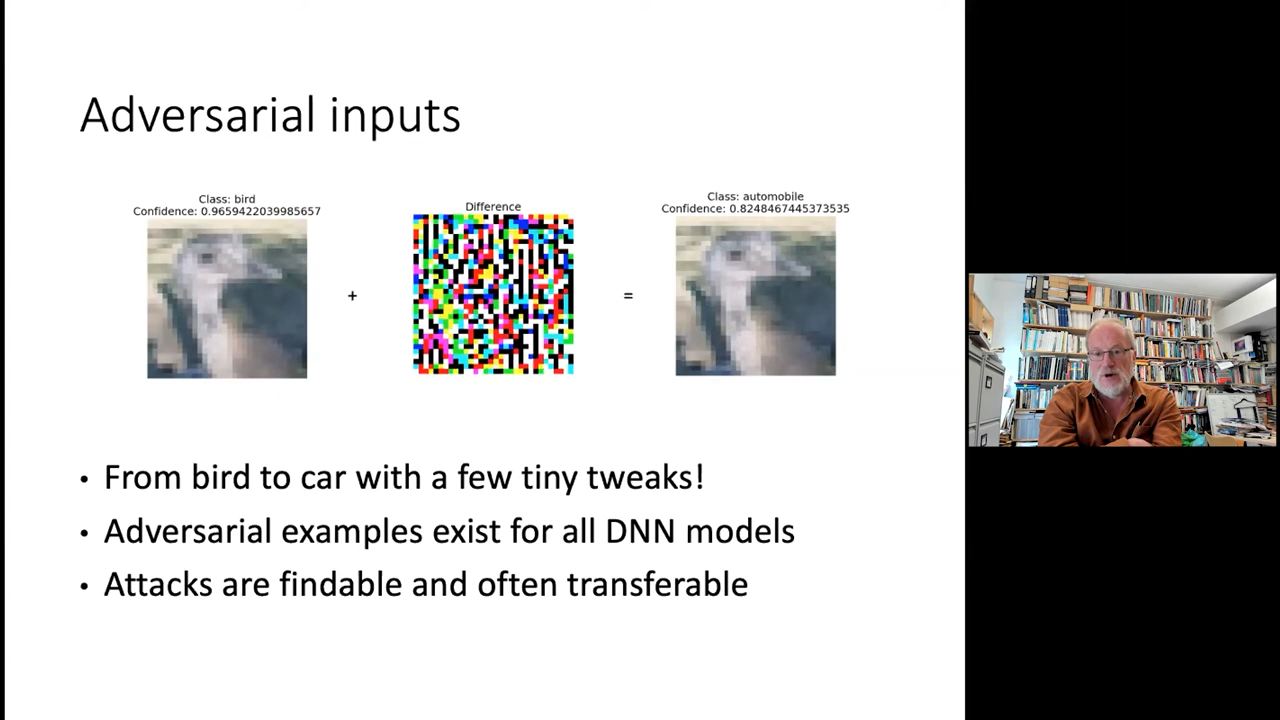 Adversarial inputs
Class: bird
Confidence: 0.9659422039985657
Difference
Class: automobile
Confidence: 0.8248467445373535
+
=
• From bird to car with a few tiny tweaks!
• Adversarial examples exist for all DNN models
• Attacks are findable and often transferable